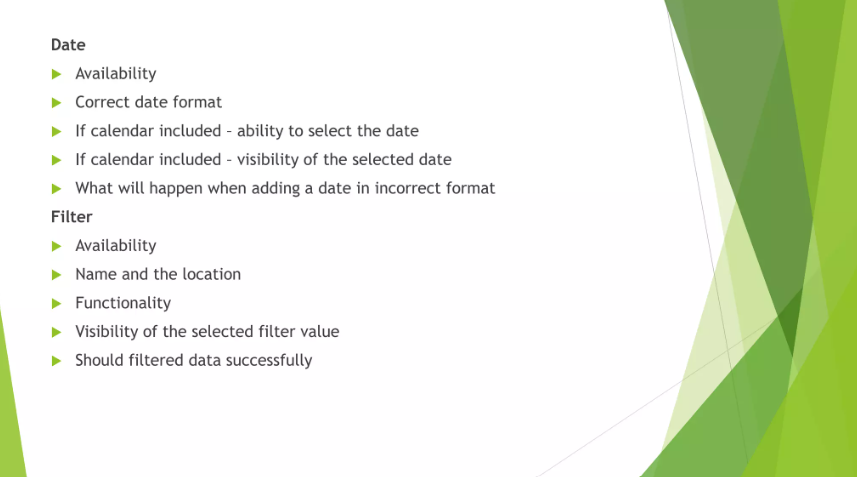 Date
Availability
Correct date format
If calendar included – ability to select the date
If calendar included – visibility of the selected date
What will happen when adding a date in incorrect format
Filter
Availability
Name and the location
Functionality
Visibility of the selected filter value
Should filtered data successfully